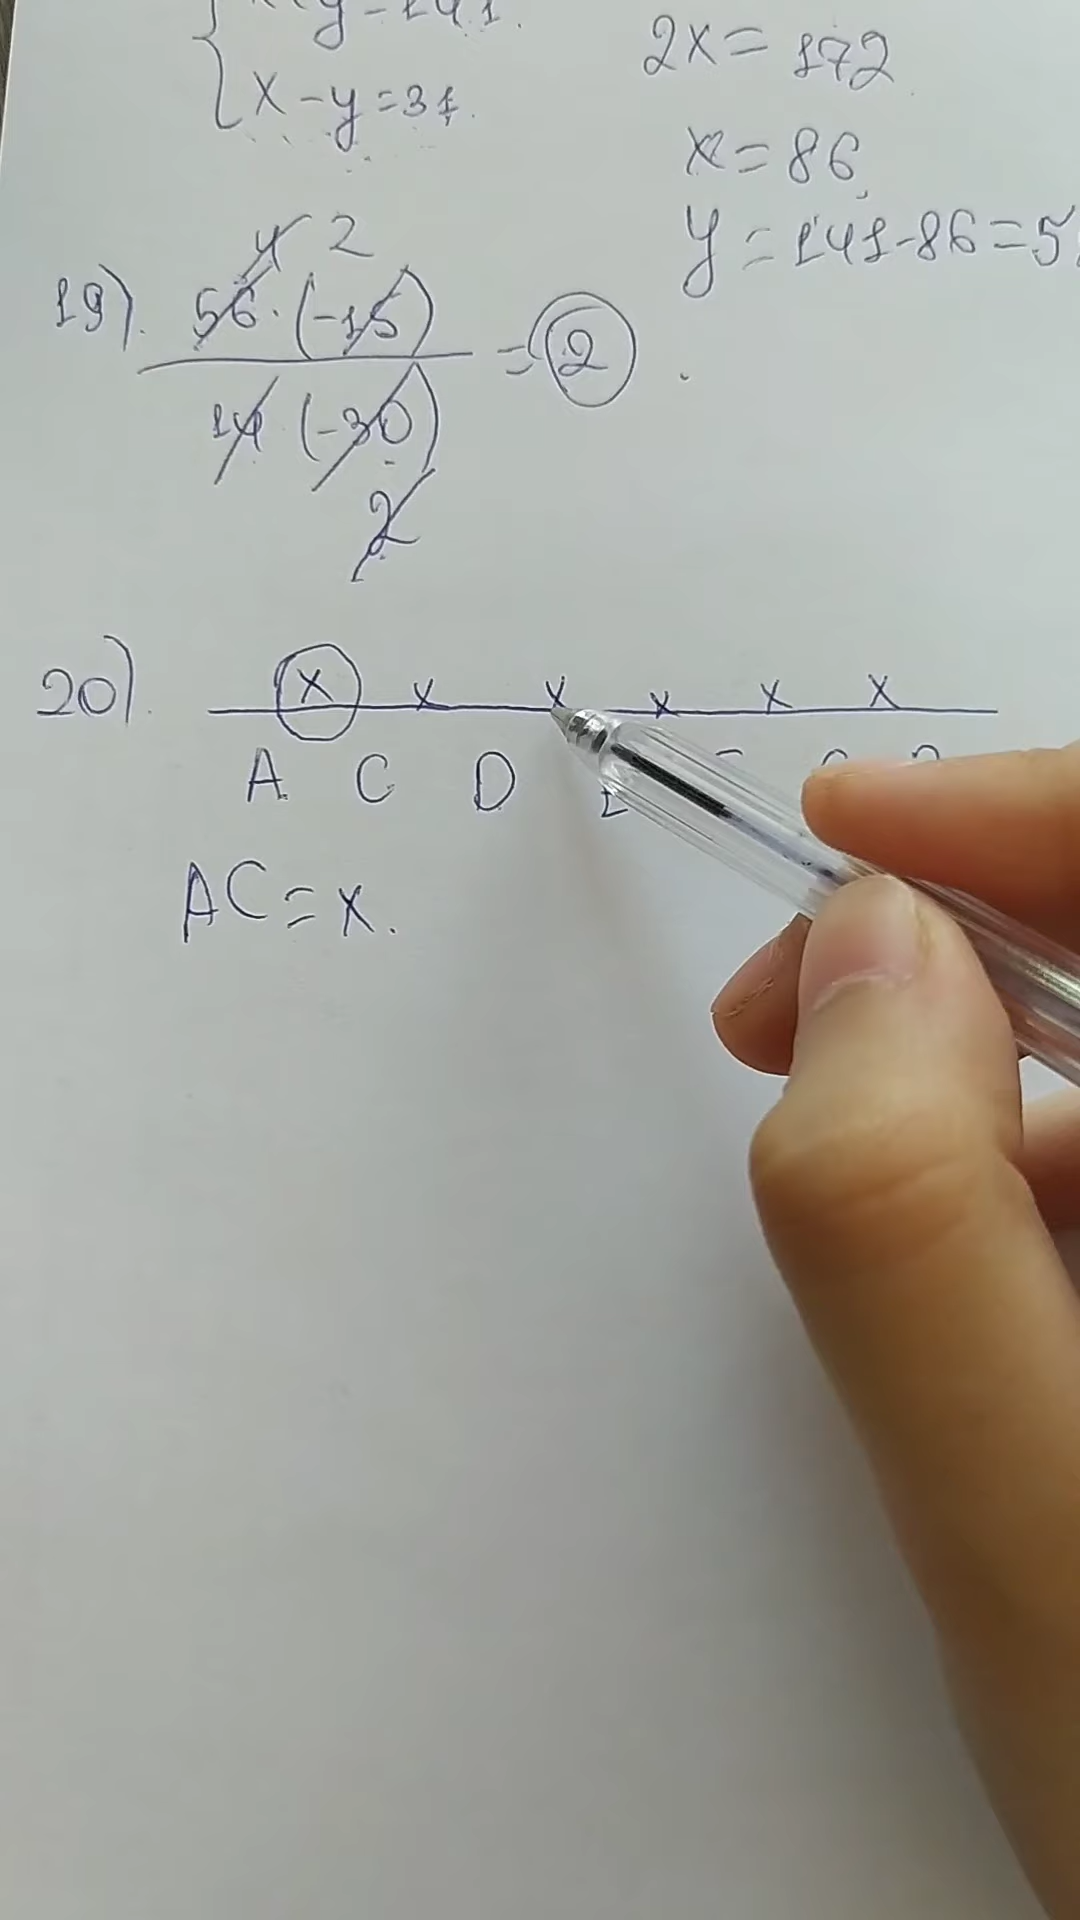 x - y = 31.
2x = 172
x = 86
y = 141 - 86 = 5
4 2
19). 56 · (-15)
= 2 .
14 · (-30)
2
20). x x x x x x
A C D
AC = x.